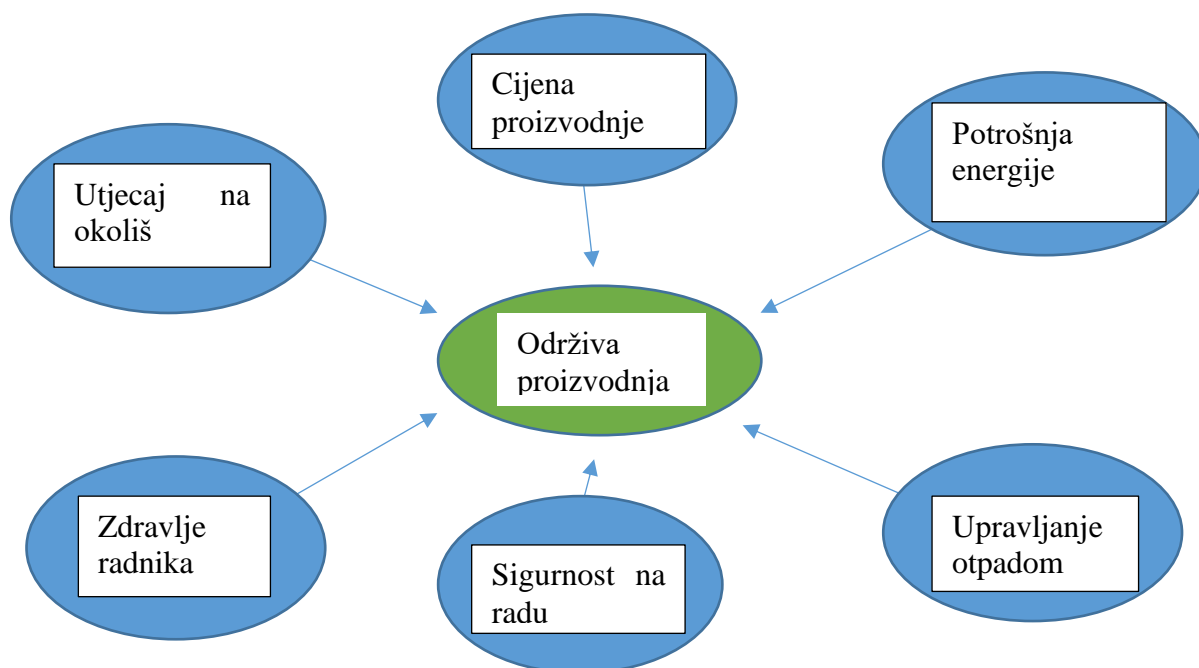 Cijena
proizvodnje
Potrošnja
energije
Utjecaj na
okoliš
Održiva
proizvodnja
Zdravlje
radnika
Sigurnost na
radu
Upravljanje
otpadom